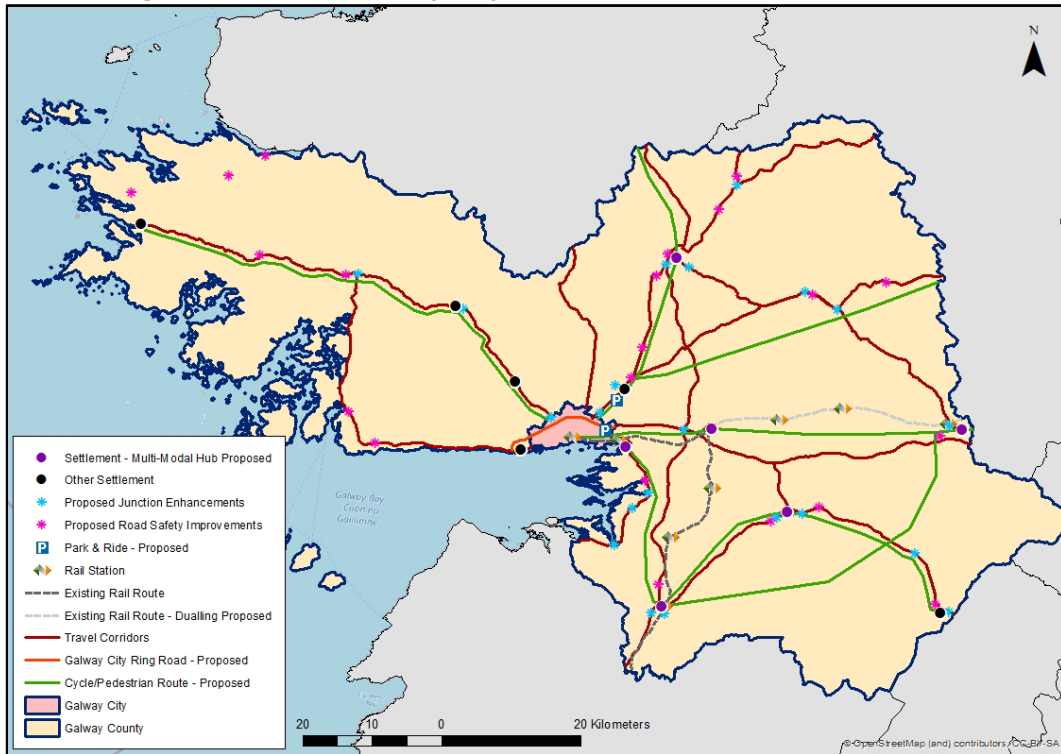 N
Galway Bay
Cuan na
Gaillimhe
Settlement - Multi-Modal Hub Proposed
Other Settlement
Proposed Junction Enhancements
Proposed Road Safety Improvements
P Park & Ride - Proposed
Rail Station
Existing Rail Route
Existing Rail Route - Dualling Proposed
Travel Corridors
Galway City Ring Road - Proposed
Cycle/Pedestrian Route - Proposed
Galway City
Galway County
P
P
20 10 0 20 Kilometers
© OpenStreetMap (and) contributors, CC-BY-SA